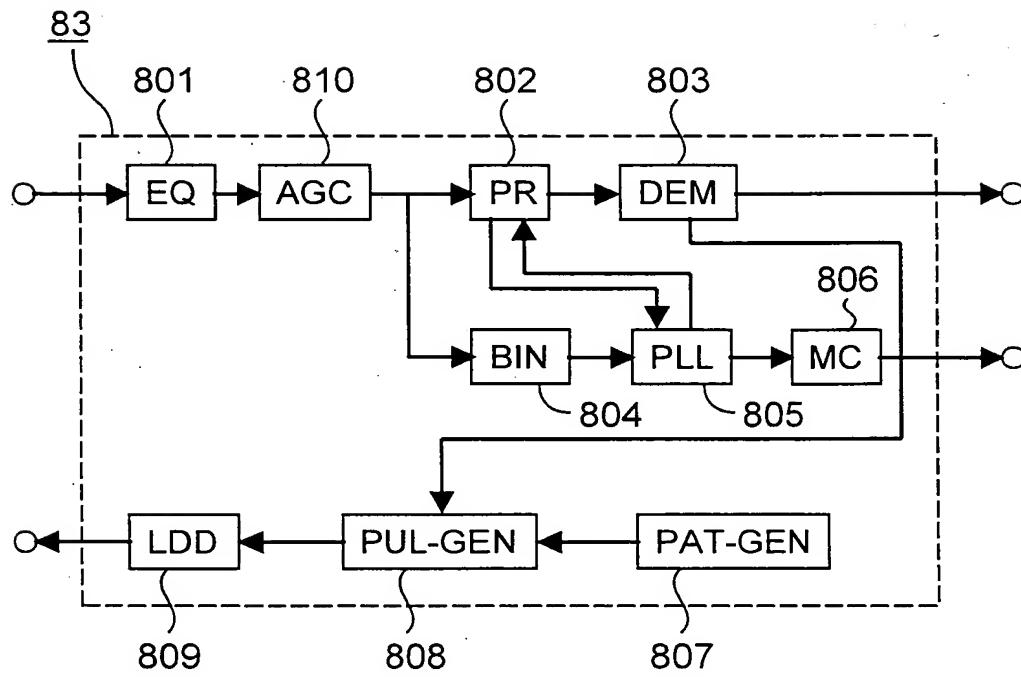 83
801 810 802 803
EQ AGC PR DEM
806
BIN PLL MC
804 805
LDD PUL-GEN PAT-GEN
809 808 807